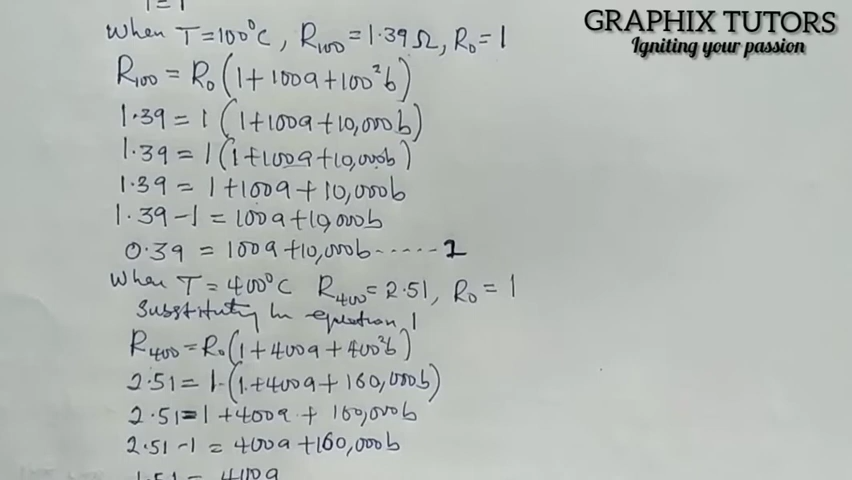 GRAPHIX TUTORS
Igniting your passion
When T=100°C, R₁₀₀=1.39Ω, R₀=1
R₁₀₀ = R₀(1+100a+100²b)
1.39 = 1(1+100a+10,000b)
1.39 = 1(1+100a+10,000b)
1.39 = 1+100a+10,000b
1.39-1 = 100a+10,000b
0.39 = 100a+10,000b ------ 2
When T=400°C R₄₀₀=2.51, R₀=1
Substituting in equation 1
R₄₀₀=R₀(1+400a+400²b)
2.51 = 1·(1+400a+160,000b)
2.51=1+400a+160,000b
2.51-1 = 400a+160,000b